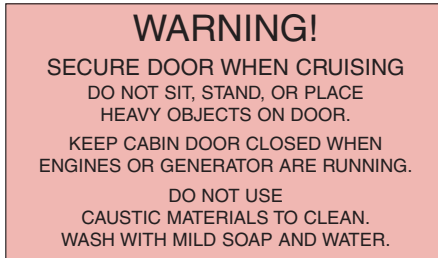 WARNING!
SECURE DOOR WHEN CRUISING
DO NOT SIT, STAND, OR PLACE
HEAVY OBJECTS ON DOOR.
KEEP CABIN DOOR CLOSED WHEN
ENGINES OR GENERATOR ARE RUNNING.
DO NOT USE
CAUSTIC MATERIALS TO CLEAN.
WASH WITH MILD SOAP AND WATER.